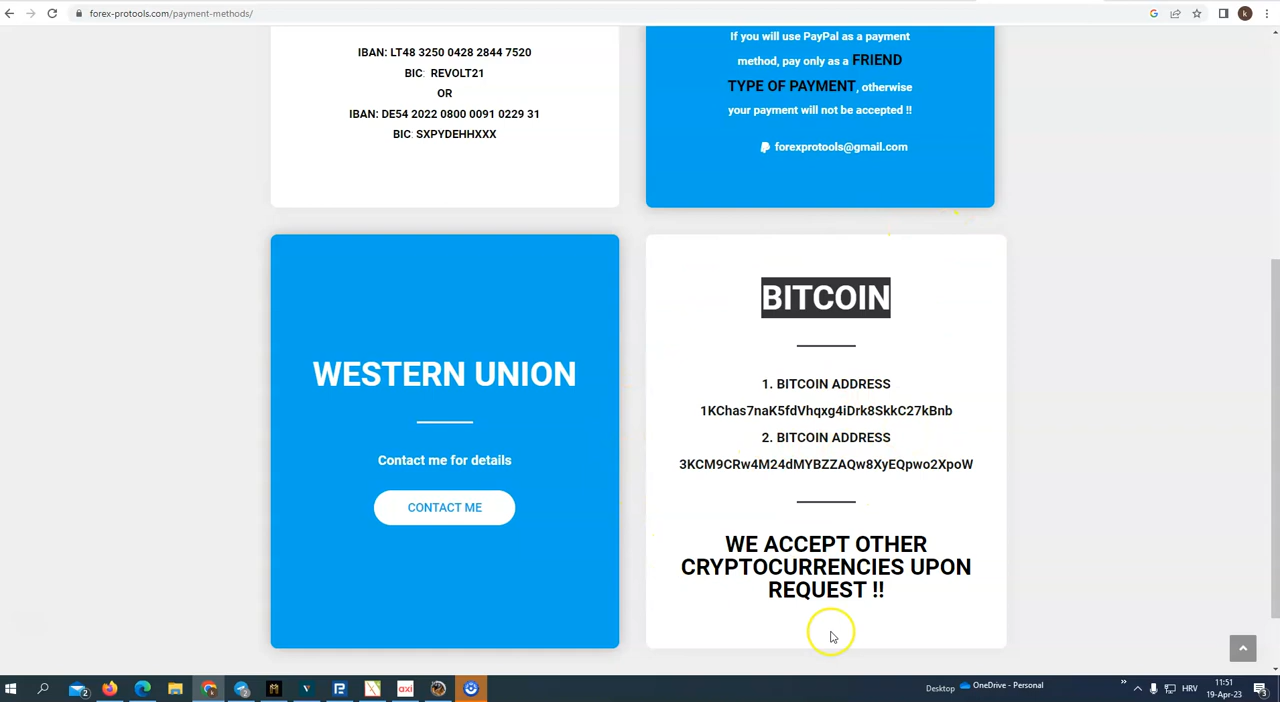 forex-protools.com/payment-methods/
k
IBAN: LT48 3250 0428 2844 7520
BIC: REVOLT21
OR
IBAN: DE54 2022 0800 0091 0229 31
BIC: SXPYDEHHXXX
If you will use PayPal as a payment
method, pay only as a FRIEND
TYPE OF PAYMENT, otherwise
your payment will not be accepted !!
forexprotools@gmail.com
WESTERN UNION
Contact me for details
CONTACT ME
BITCOIN
1. BITCOIN ADDRESS
1KChas7naK5fdVhqxg4iDrk8SkkC27kBnb
2. BITCOIN ADDRESS
3KCM9CRw4M24dMYBZZAQw8XyEQpwo2XpoW
WE ACCEPT OTHER
CRYPTOCURRENCIES UPON
REQUEST !!
2
axi
Desktop
OneDrive - Personal
HRV
11:51
19-Apr-23
3